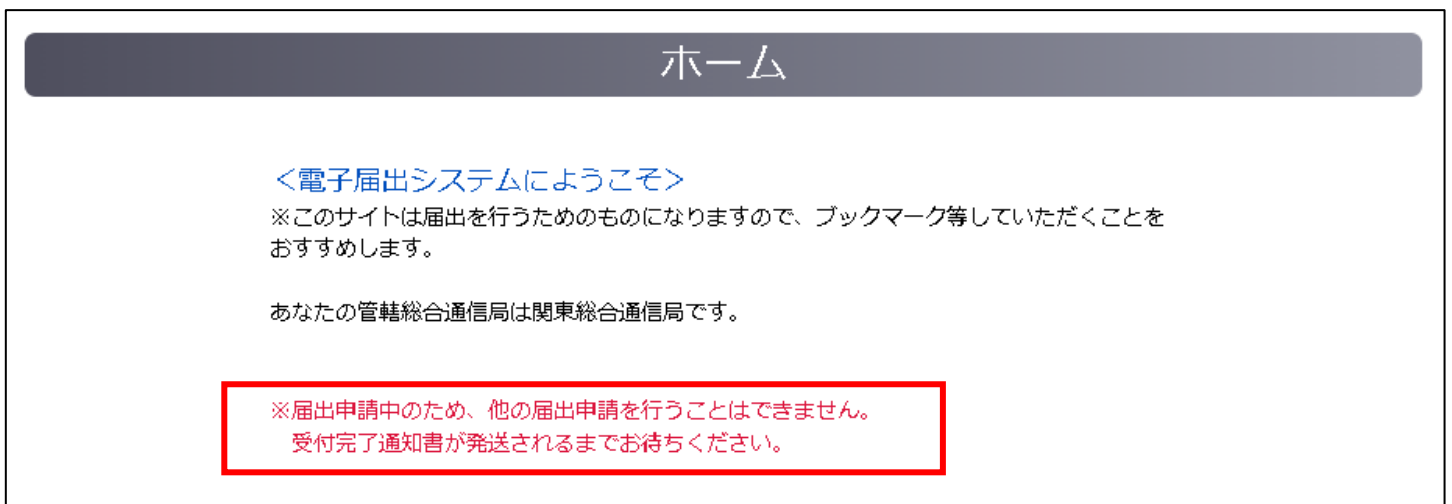 ホーム
＜電子届出システムにようこそ＞
※このサイトは届出を行うためのものになりますので、ブックマーク等していただくことを
おすすめします。
あなたの管轄総合通信局は関東総合通信局です。
※届出申請中のため、他の届出申請を行うことはできません。
受付完了通知書が発送されるまでお待ちください。